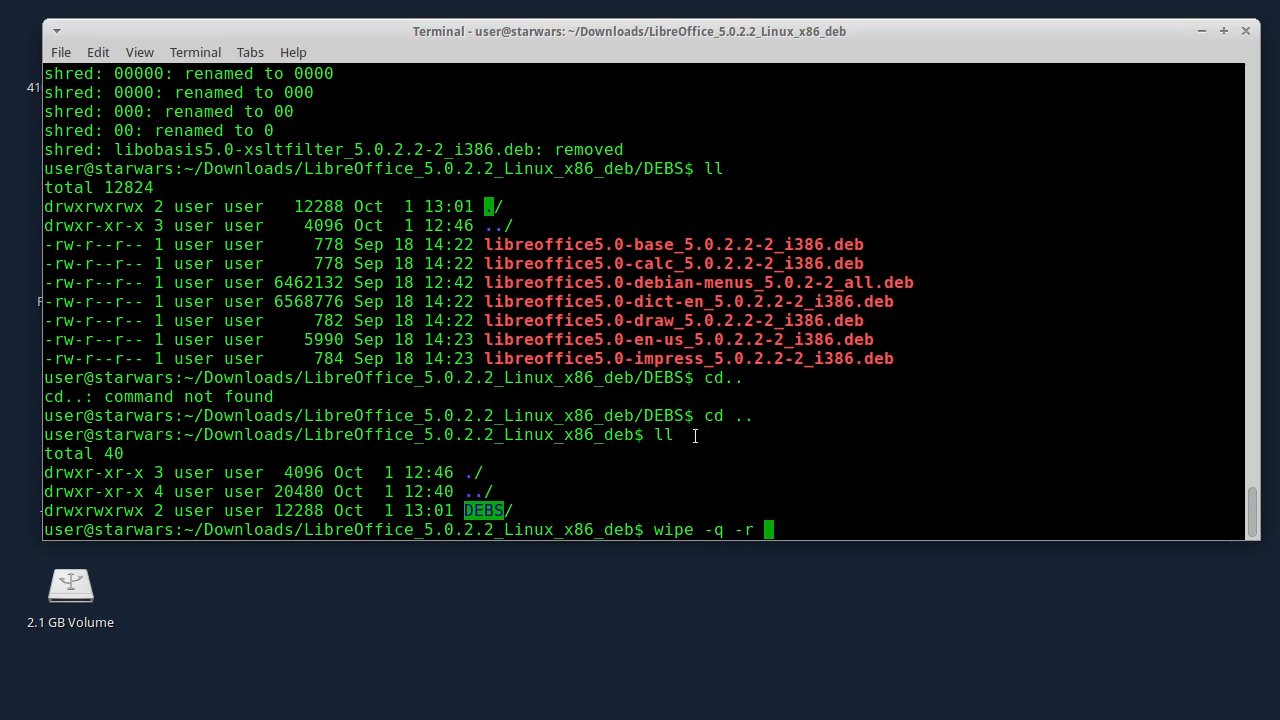 Terminal - user@starwars: ~/Downloads/LibreOffice_5.0.2.2_Linux_x86_deb
File Edit View Terminal Tabs Help
shred: 00000: renamed to 0000
shred: 0000: renamed to 000
shred: 000: renamed to 00
shred: 00: renamed to 0
shred: libobasis5.0-xsltfilter_5.0.2.2-2_i386.deb: removed
user@starwars:~/Downloads/LibreOffice_5.0.2.2_Linux_x86_deb/DEBS$ ll
total 12824
drwxrwxrwx 2 user user   12288 Oct  1 13:01 ./
drwxr-xr-x 3 user user    4096 Oct  1 12:46 ../
-rw-r--r-- 1 user user     778 Sep 18 14:22 libreoffice5.0-base_5.0.2.2-2_i386.deb
-rw-r--r-- 1 user user     778 Sep 18 14:22 libreoffice5.0-calc_5.0.2.2-2_i386.deb
-rw-r--r-- 1 user user 6462132 Sep 18 12:42 libreoffice5.0-debian-menus_5.0.2-2_all.deb
-rw-r--r-- 1 user user 6568776 Sep 18 14:22 libreoffice5.0-dict-en_5.0.2.2-2_i386.deb
-rw-r--r-- 1 user user     782 Sep 18 14:22 libreoffice5.0-draw_5.0.2.2-2_i386.deb
-rw-r--r-- 1 user user    5990 Sep 18 14:23 libreoffice5.0-en-us_5.0.2.2-2_i386.deb
-rw-r--r-- 1 user user     784 Sep 18 14:23 libreoffice5.0-impress_5.0.2.2-2_i386.deb
user@starwars:~/Downloads/LibreOffice_5.0.2.2_Linux_x86_deb/DEBS$ cd..
cd..: command not found
user@starwars:~/Downloads/LibreOffice_5.0.2.2_Linux_x86_deb/DEBS$ cd ..
user@starwars:~/Downloads/LibreOffice_5.0.2.2_Linux_x86_deb$ ll
total 40
drwxr-xr-x 3 user user  4096 Oct  1 12:46 ./
drwxr-xr-x 4 user user 20480 Oct  1 12:40 ../
drwxrwxrwx 2 user user 12288 Oct  1 13:01 DEBS/
user@starwars:~/Downloads/LibreOffice_5.0.2.2_Linux_x86_deb$ wipe -q -r
41
2.1 GB Volume